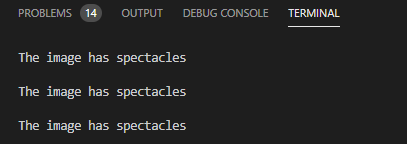 PROBLEMS 14 OUTPUT DEBUG CONSOLE TERMINAL
The image has spectacles
The image has spectacles
The image has spectacles